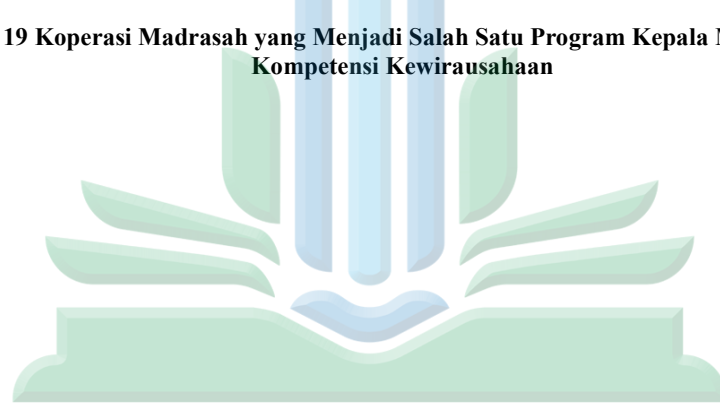 19 Koperasi Madrasah yang Menjadi Salah Satu Program Kepala
Kompetensi Kewirausahaan